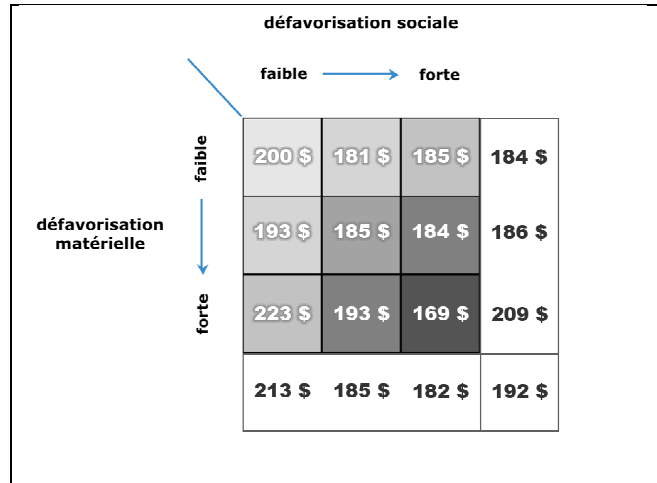 défavorisation sociale
faible forte
faible
200 $ 181 $ 185 $ 184 $
défavorisation
matérielle
193 $ 185 $ 184 $ 186 $
forte
223 $ 193 $ 169 $ 209 $
213 $ 185 $ 182 $ 192 $